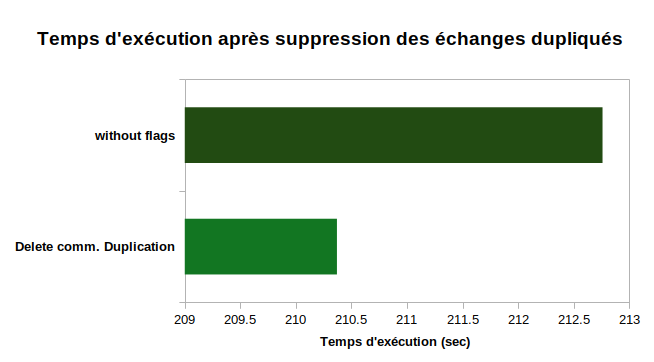 Temps d'exécution après suppression des échanges dupliqués
without flags
Delete comm. Duplication
209 209.5 210 210.5 211 211.5 212 212.5 213
Temps d'exécution (sec)